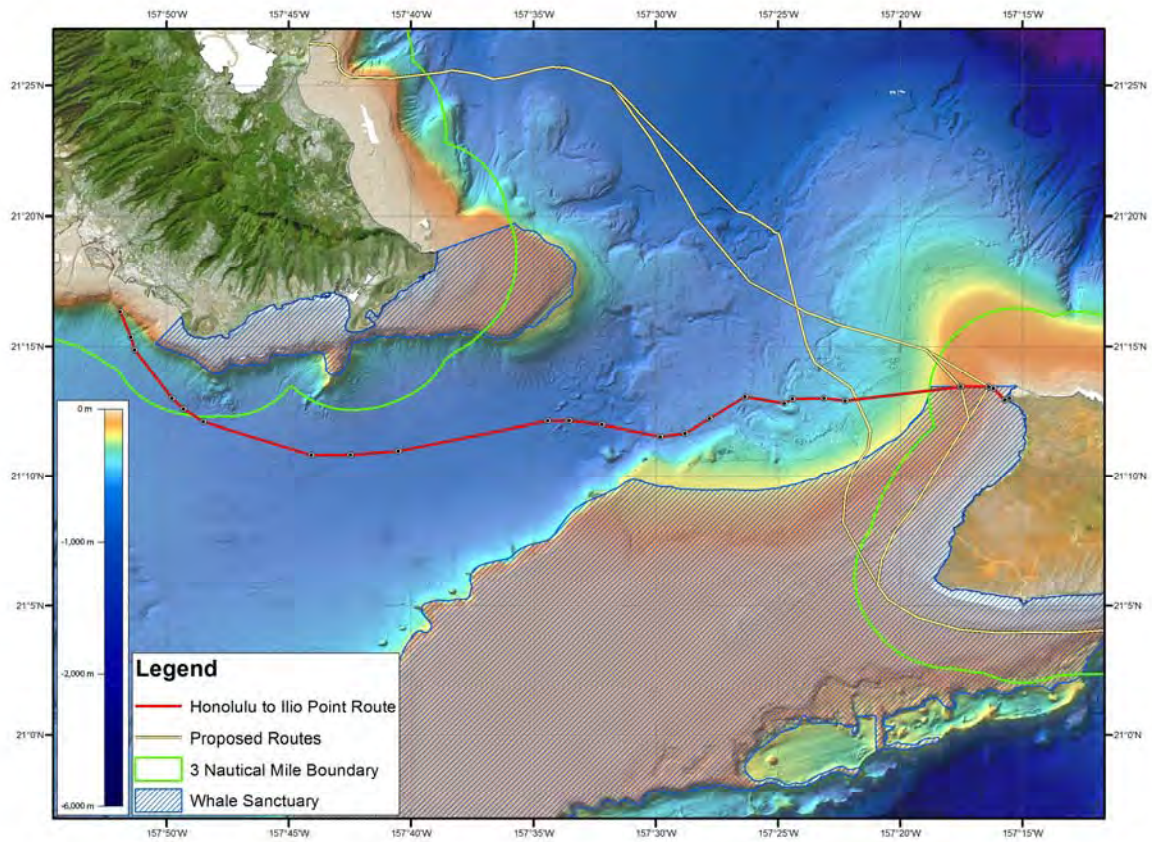 157°50'W 157°45'W 157°40'W 157°35'W 157°30'W 157°25'W 157°20'W 157°15'W
21°25'N 21°25'N
21°20'N 21°20'N
21°15'N 21°15'N
21°10'N 21°10'N
21°5'N 21°5'N
21°0'N 21°0'N
0 m
-1,000 m
-2,000 m
-6,000 m
Legend
Honolulu to Ilio Point Route
Proposed Routes
3 Nautical Mile Boundary
Whale Sanctuary
157°50'W 157°45'W 157°40'W 157°35'W 157°30'W 157°25'W 157°20'W 157°15'W